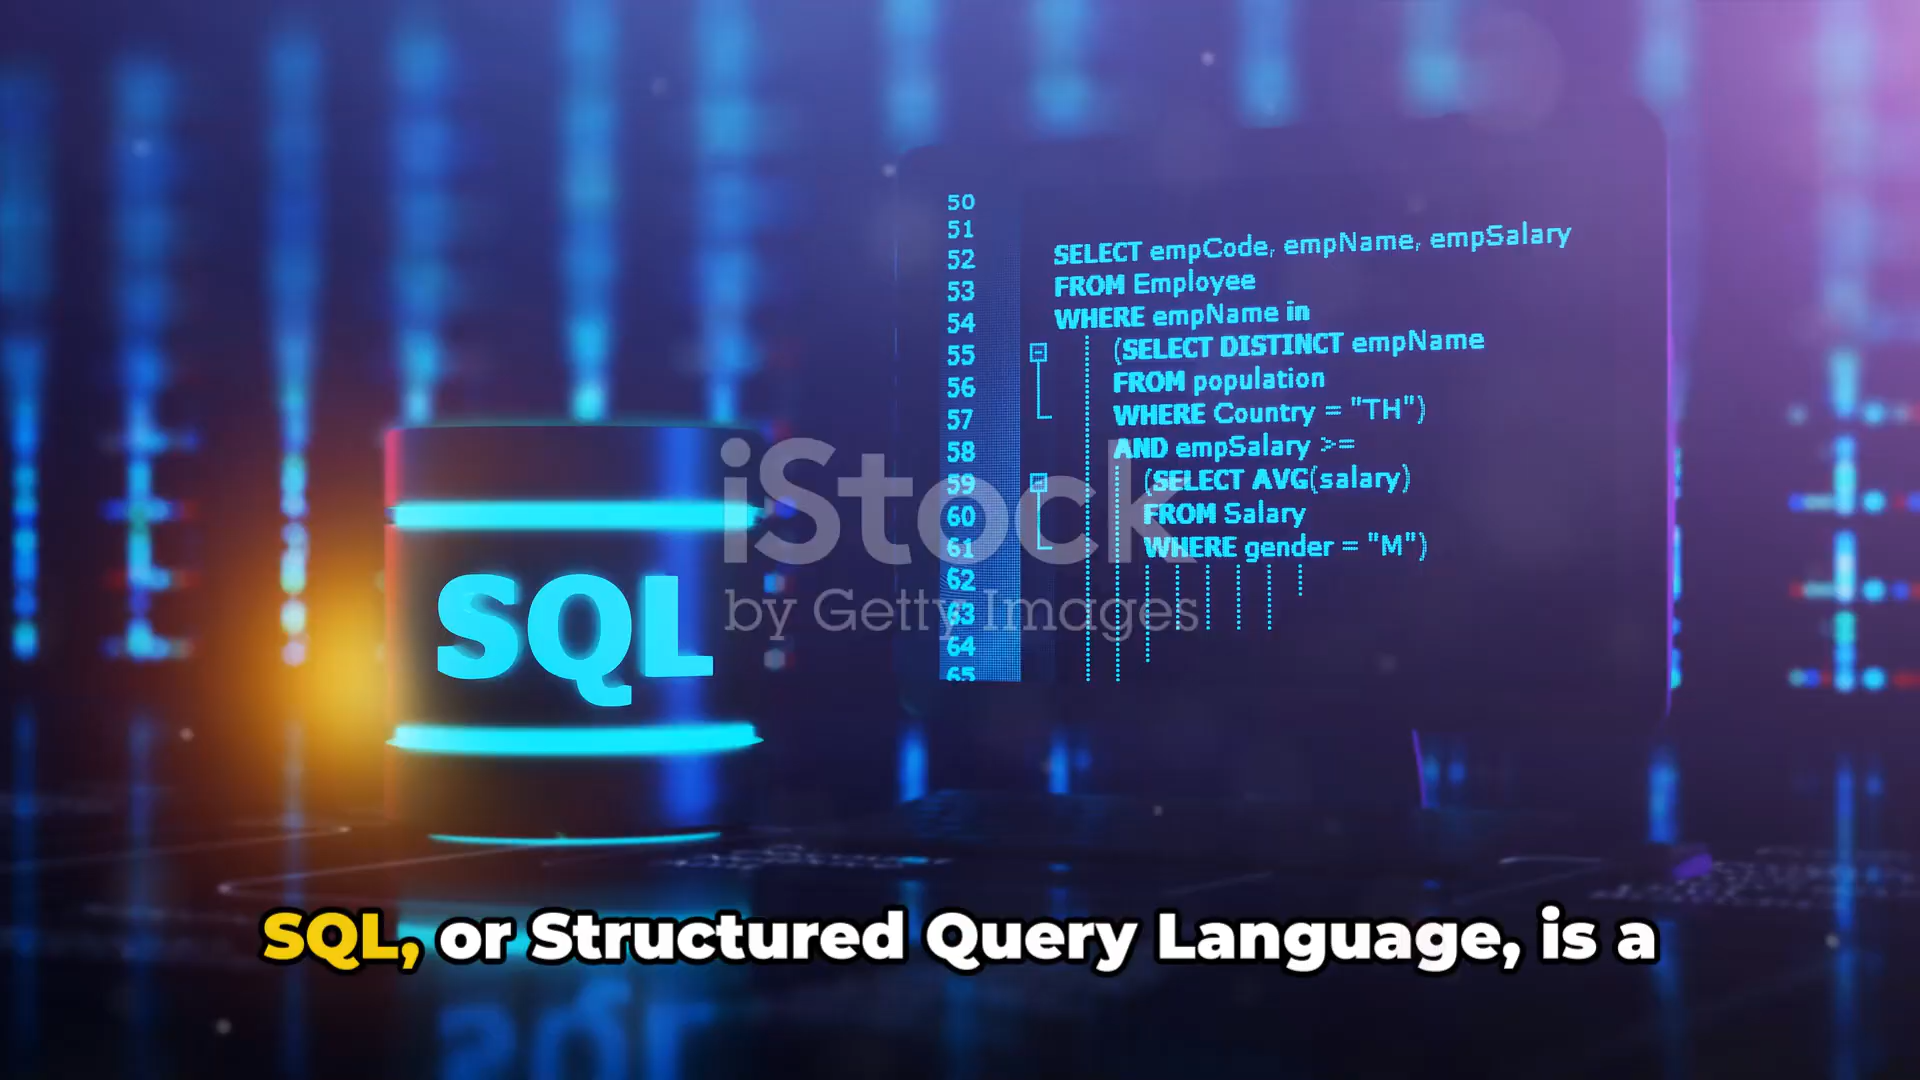 50
51
52
53
54
55
56
57
58
59
60
61
62
63
64
65
SELECT empCode, empName, empSalary
FROM Employee
WHERE empName in
(SELECT DISTINCT empName
FROM population
WHERE Country = "TH")
AND empSalary >=
(SELECT AVG(salary)
FROM Salary
WHERE gender = "M")
SQL
iStock
by Getty Images
SQL, or Structured Query Language, is a